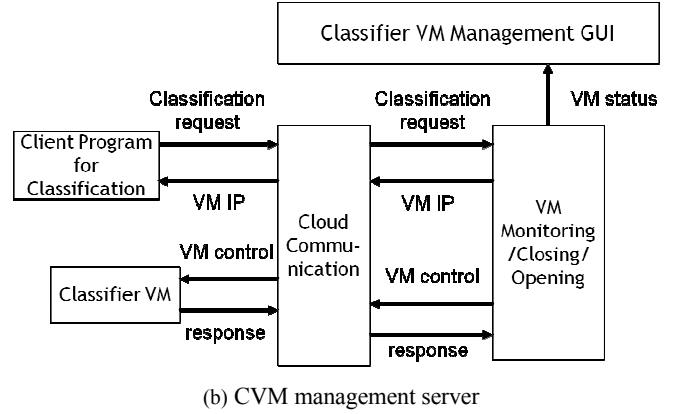 Classifier VM Management GUI
VM status
Classification
request
Classification
request
Client Program
for
Classification
VM IP
VM IP
Cloud
Commu-
nication
VM
Monitoring
/Closing/
Opening
VM control
VM control
Classifier VM
response
response
(b) CVM management server